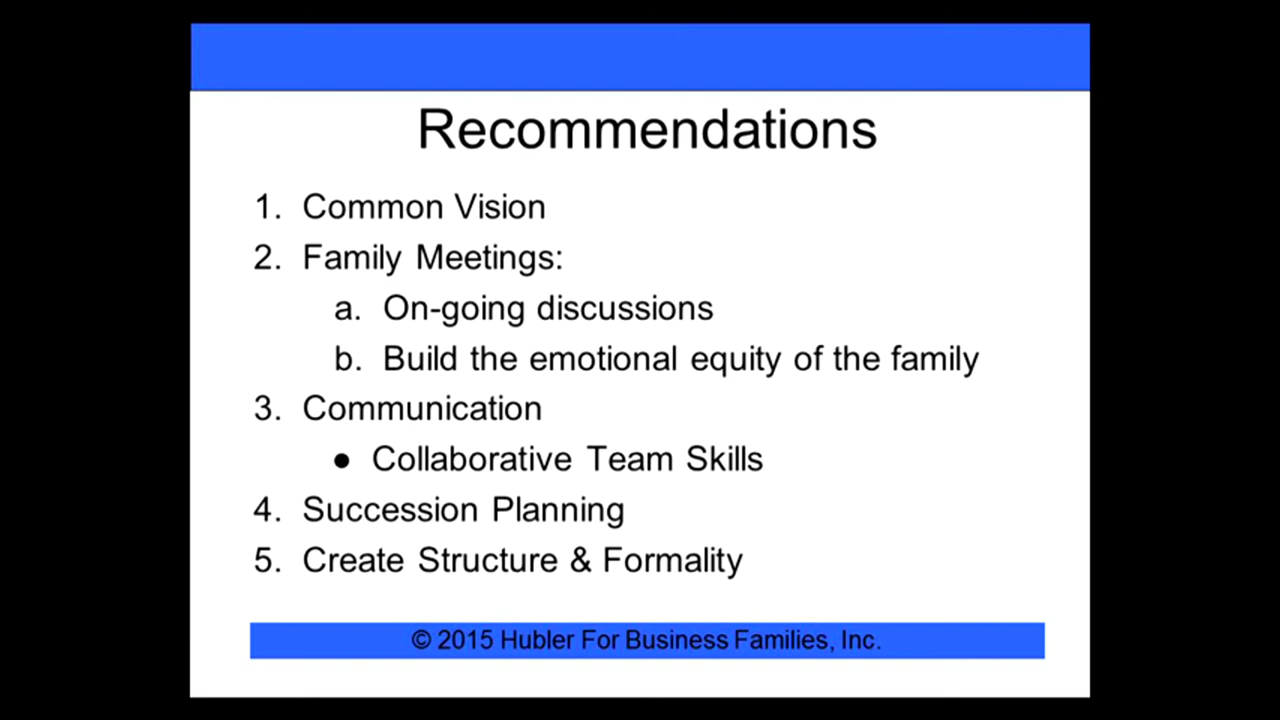 Recommendations
1. Common Vision
2. Family Meetings:
a. On-going discussions
b. Build the emotional equity of the family
3. Communication
● Collaborative Team Skills
4. Succession Planning
5. Create Structure & Formality
© 2015 Hubler For Business Families, Inc.